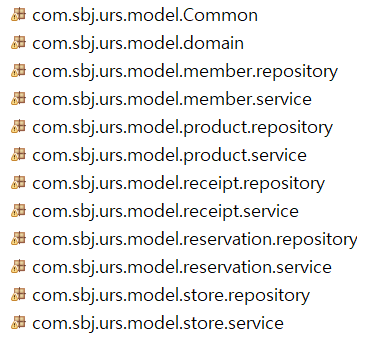 com.sbj.urs.model.Common
com.sbj.urs.model.domain
com.sbj.urs.model.member.repository
com.sbj.urs.model.member.service
com.sbj.urs.model.product.repository
com.sbj.urs.model.product.service
com.sbj.urs.model.receipt.repository
com.sbj.urs.model.receipt.service
com.sbj.urs.model.reservation.repository
com.sbj.urs.model.reservation.service
com.sbj.urs.model.store.repository
com.sbj.urs.model.store.service